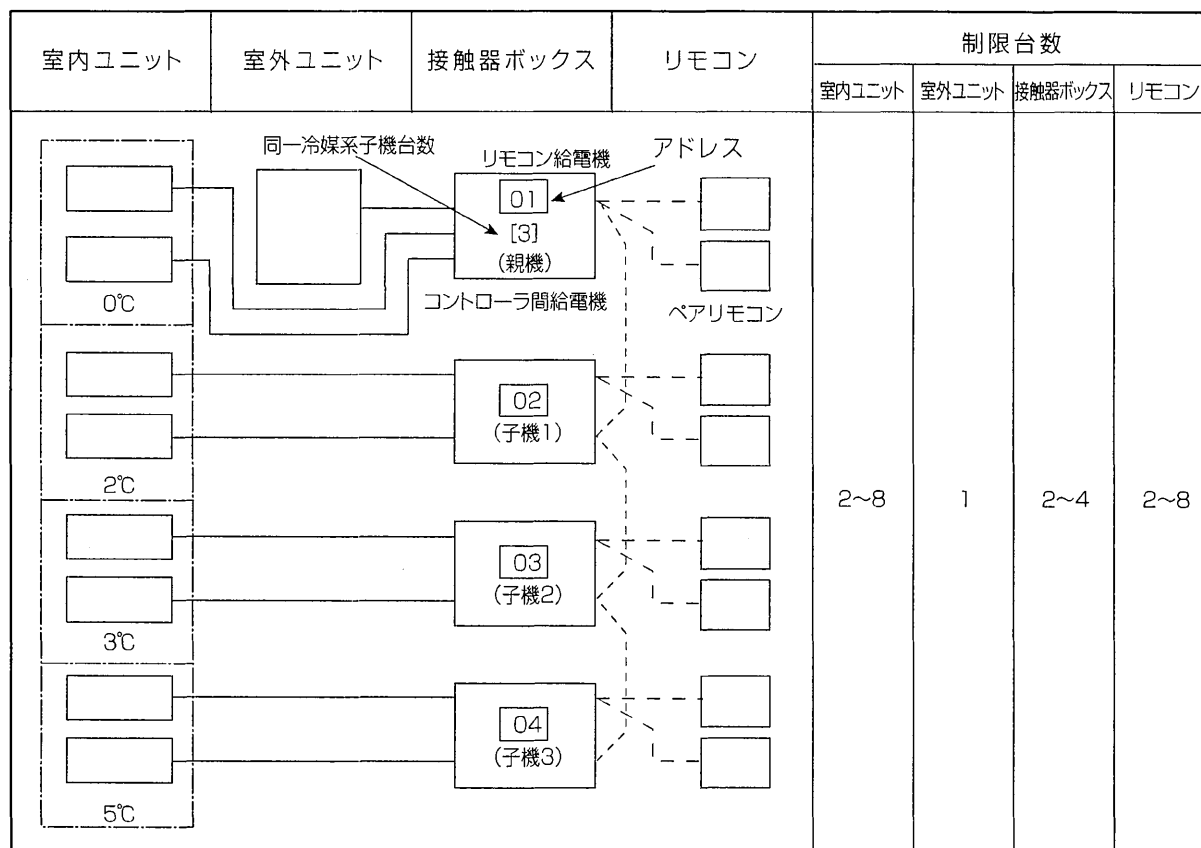 室内ユニット
室外ユニット
接触器ボックス
リモコン
制限台数
室内ユニット
室外ユニット
接触器ボックス
リモコン
同一冷媒系子機台数
リモコン給電機
アドレス
01
[3]
(親機)
0℃
コントローラ間給電機
ペアリモコン
02
(子機1)
2℃
2~8
1
2~4
2~8
03
(子機2)
3℃
04
(子機3)
5℃